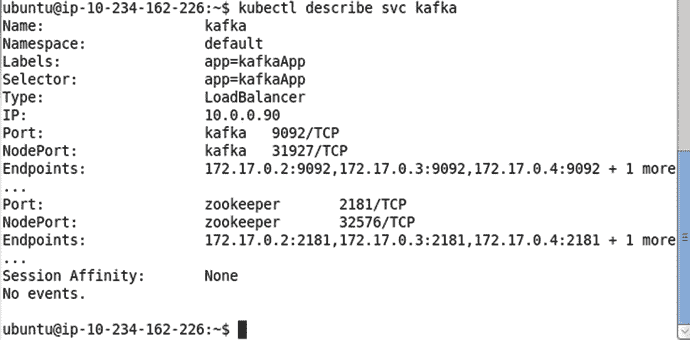 ubuntu@ip-10-234-162-226:~$ kubectl describe svc kafka
Name: kafka
Namespace: default
Labels: app=kafkaApp
Selector: app=kafkaApp
Type: LoadBalancer
IP: 10.0.0.90
Port: kafka 9092/TCP
NodePort: kafka 31927/TCP
Endpoints: 172.17.0.2:9092,172.17.0.3:9092,172.17.0.4:9092 + 1 more
...
Port: zookeeper 2181/TCP
NodePort: zookeeper 32576/TCP
Endpoints: 172.17.0.2:2181,172.17.0.3:2181,172.17.0.4:2181 + 1 more
...
Session Affinity: None
No events.
ubuntu@ip-10-234-162-226:~$